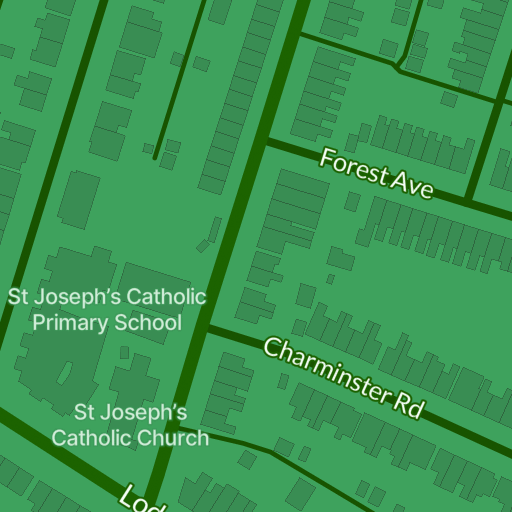 Forest Ave
St Joseph's Catholic
Primary School
Charminster Rd
St Joseph's
Catholic Church